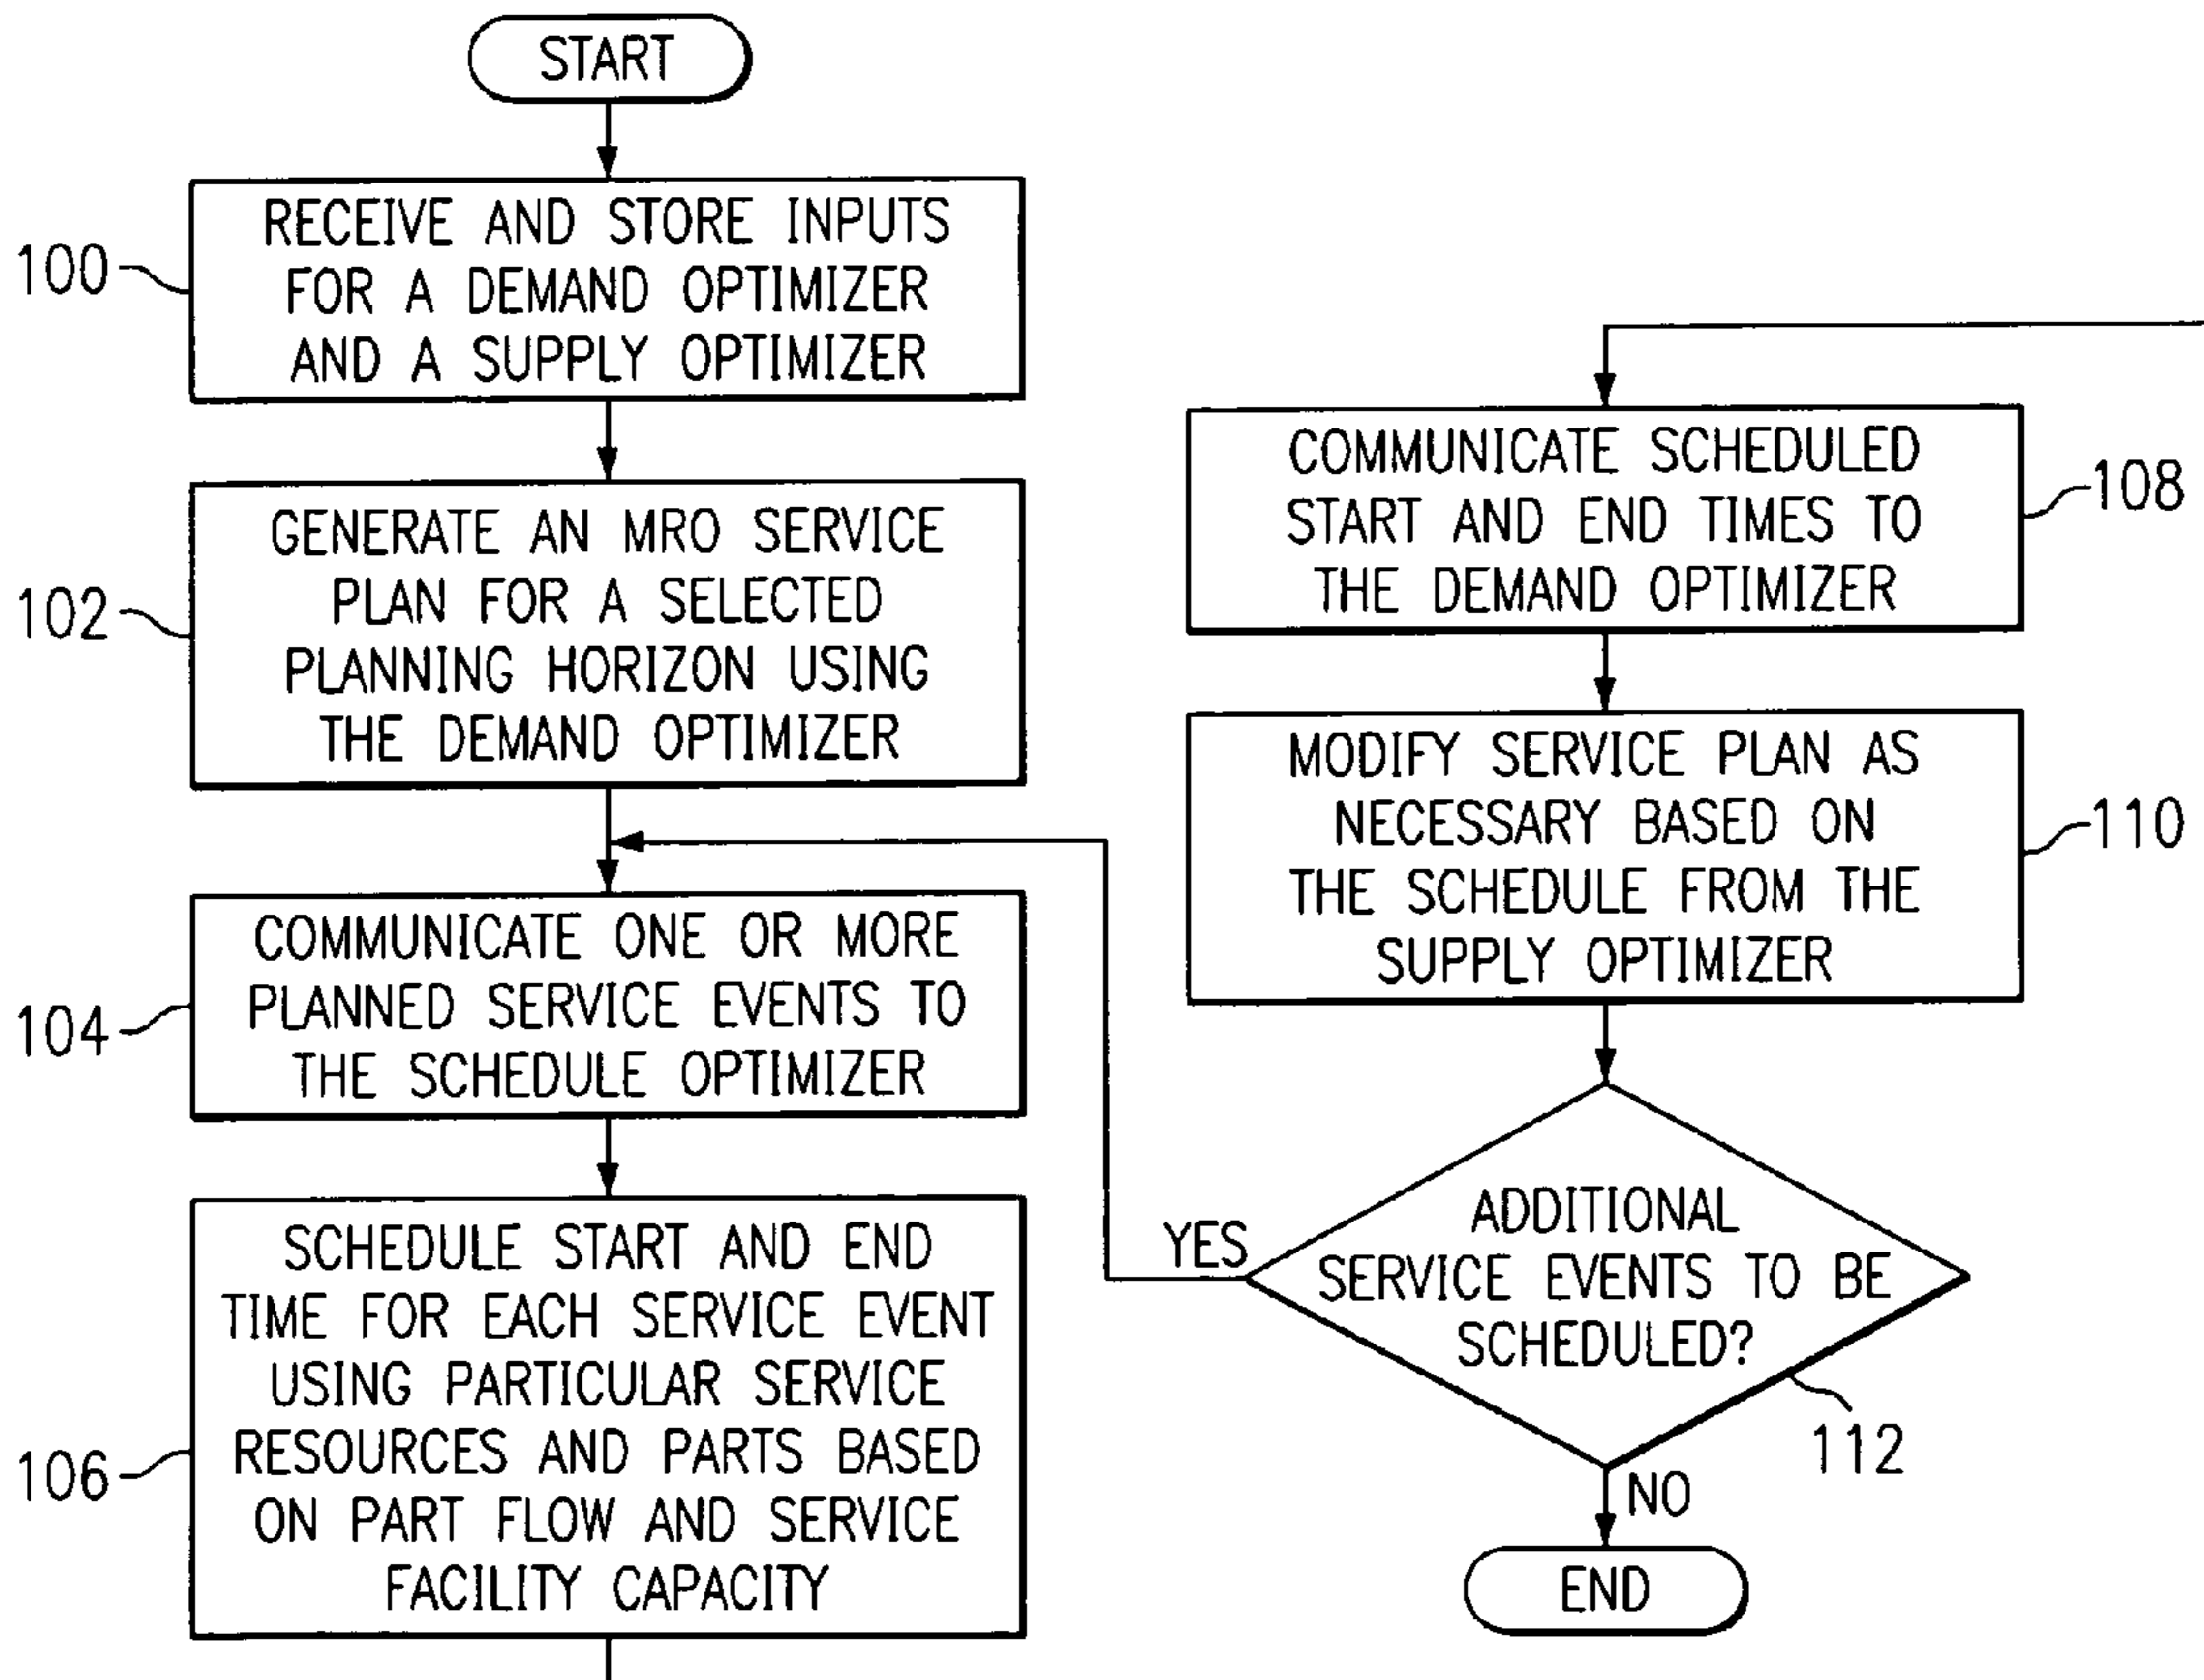 START
100
RECEIVE AND STORE INPUTS
FOR A DEMAND OPTIMIZER
AND A SUPPLY OPTIMIZER
102
GENERATE AN MRO SERVICE
PLAN FOR A SELECTED
PLANNING HORIZON USING
THE DEMAND OPTIMIZER
104
COMMUNICATE ONE OR MORE
PLANNED SERVICE EVENTS TO
THE SCHEDULE OPTIMIZER
106
SCHEDULE START AND END
TIME FOR EACH SERVICE EVENT
USING PARTICULAR SERVICE
RESOURCES AND PARTS BASED
ON PART FLOW AND SERVICE
FACILITY CAPACITY
COMMUNICATE SCHEDULED
START AND END TIMES TO
THE DEMAND OPTIMIZER
108
MODIFY SERVICE PLAN AS
NECESSARY BASED ON
THE SCHEDULE FROM THE
SUPPLY OPTIMIZER
110
YES
ADDITIONAL
SERVICE EVENTS TO BE
SCHEDULED?
112
NO
END